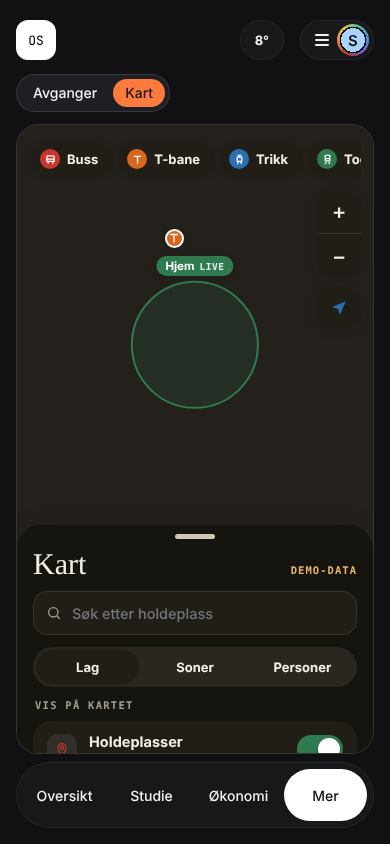 OS
8°
S
Avganger
Kart
Buss
T-bane
Trikk
+
T
−
Hjem LIVE
Kart
DEMO-DATA
Søk etter holdeplass
Lag
Soner
Personer
VIS PÅ KARTET
Holdeplasser
Oversikt
Studie
Økonomi
Mer